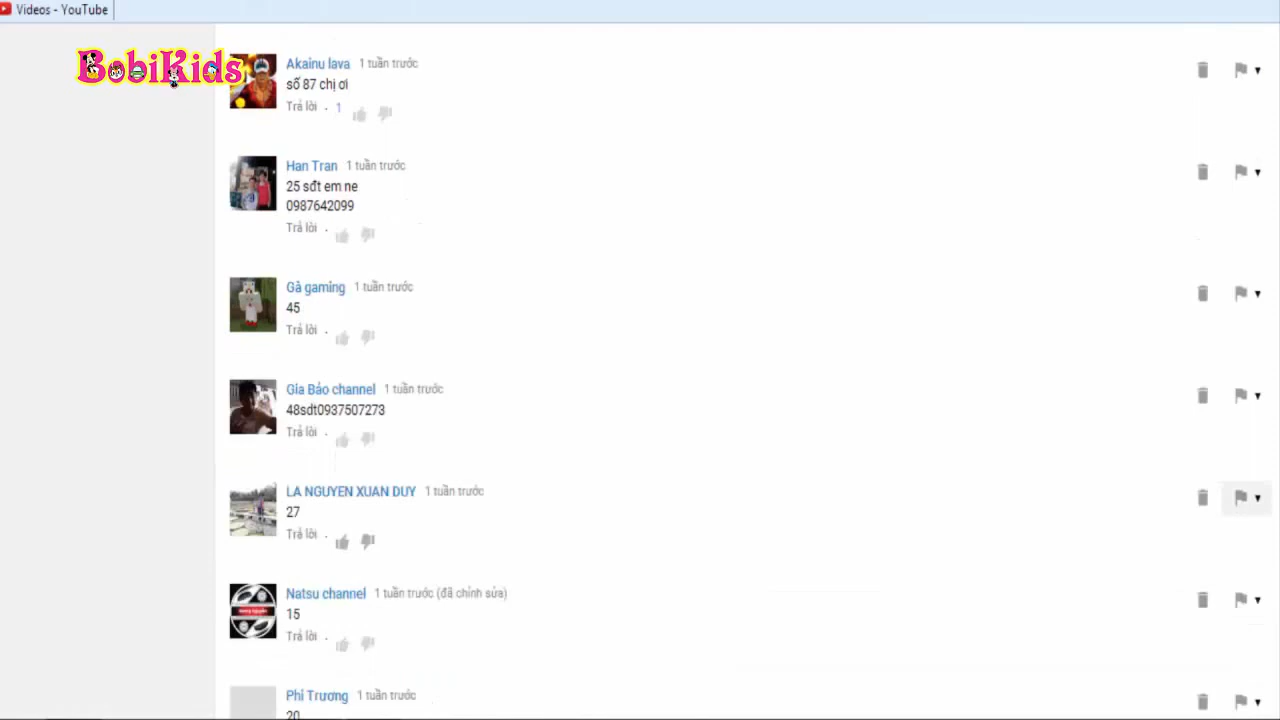 Videos - YouTube
BobiKids
Akainu lava 1 tuần trước
số 87 chị ơi
Trả lời . 1
Han Tran 1 tuần trước
25 sđt em ne
0987642099
Trả lời .
Gà gaming 1 tuần trước
45
Trả lời .
Gia Bảo channel 1 tuần trước
48sdt0937507273
Trả lời .
LA NGUYEN XUAN DUY 1 tuần trước
27
Trả lời .
Natsu channel 1 tuần trước (đã chỉnh sửa)
15
Trả lời .
Phi Trương 1 tuần trước
20